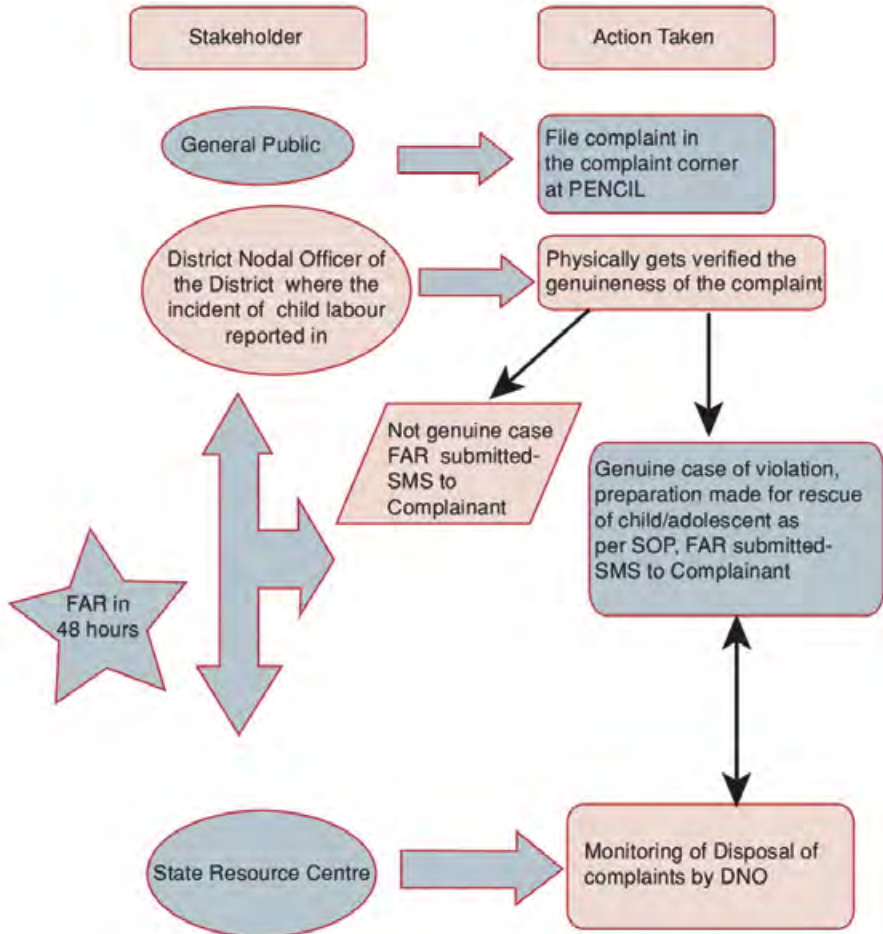 Stakeholder
Action Taken
General Public
File complaint in
the complaint corner
at PENCIL
District Nodal Officer of
the District where the
incident of child labour
reported in
Physically gets verified the
genuineness of the complaint
Not genuine case
FAR submitted-
SMS to
Complainant
Genuine case of violation,
preparation made for rescue
of child/adolescent as
per SOP, FAR submitted-
SMS to Complainant
FAR in
48 hours
State Resource Centre
Monitoring of Disposal of
complaints by DNO